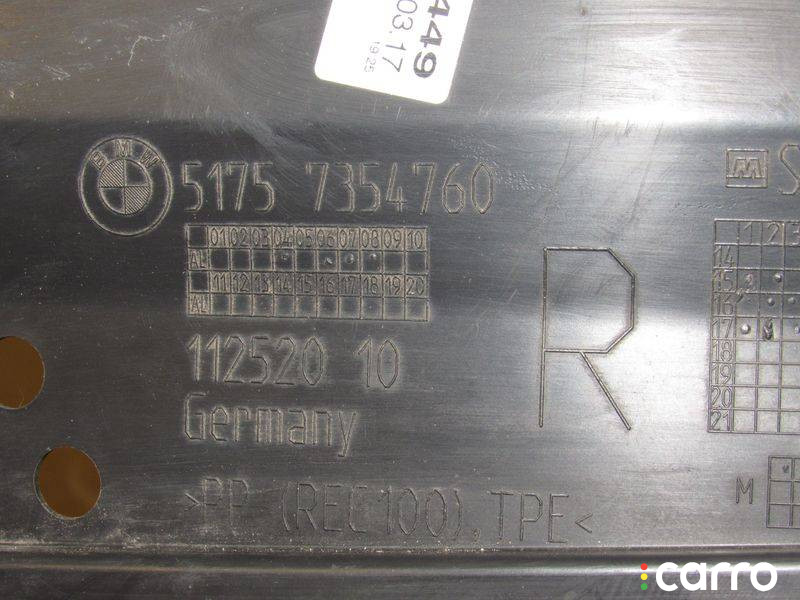 449
03.17
19:25
BMW
5175 7354760
01 02 03 04 05 06 07 08 09 10
AL
11 12 13 14 15 16 17 18 19 20
AL
112520 10
Germany
>PP (REC100), TPE<
R
M S
1 2 3
14
15
16
17
18
19
20
21
M
carro